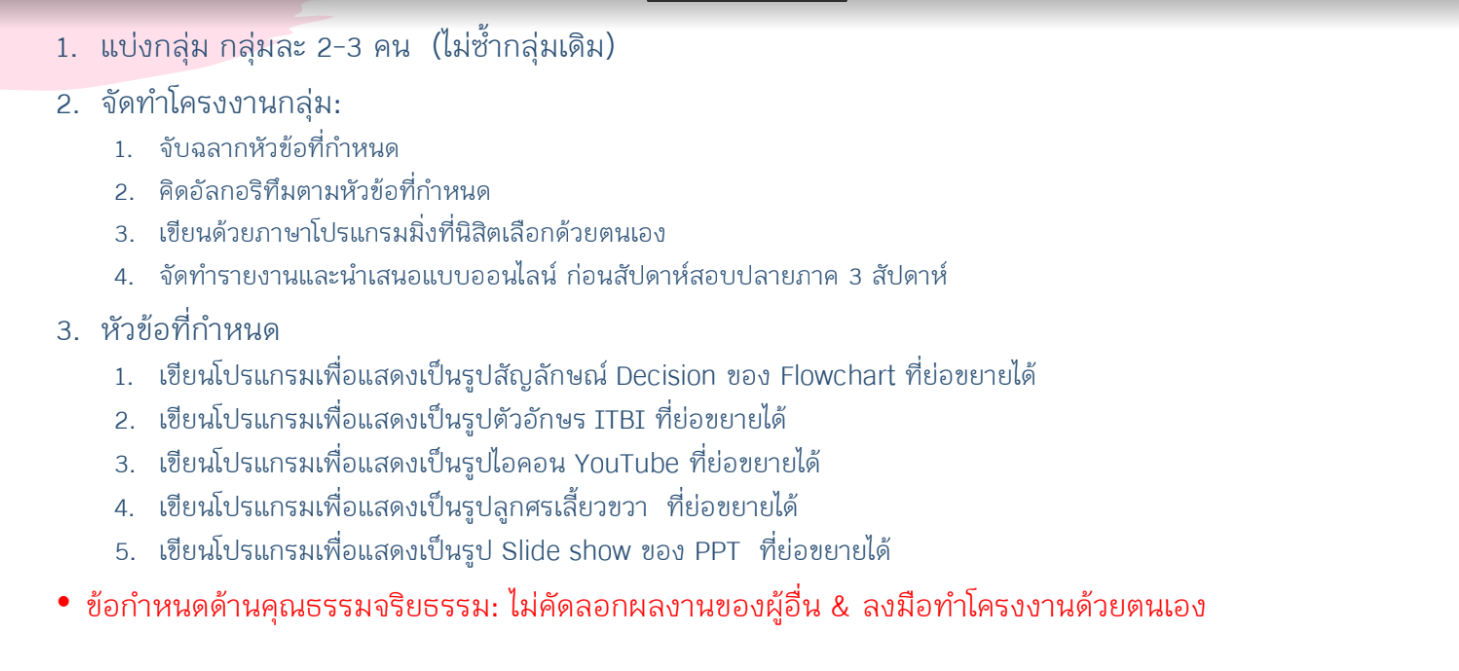 1. แบ่งกลุ่ม กลุ่มละ 2-3 คน (ไม่ซ้ำกลุ่มเดิม)
2. จัดทำโครงงานกลุ่ม:
1. จับฉลากหัวข้อที่กำหนด
2. คิดอัลกอริทึมตามหัวข้อที่กำหนด
3. เขียนด้วยภาษาโปรแกรมมิ่งที่นิสิตเลือกด้วยตนเอง
4. จัดทำรายงานและนำเสนอแบบออนไลน์ ก่อนสัปดาห์สอบปลายภาค 3 สัปดาห์
3. หัวข้อที่กำหนด
1. เขียนโปรแกรมเพื่อแสดงเป็นรูปสัญลักษณ์ Decision ของ Flowchart ที่ย่อขยายได้
2. เขียนโปรแกรมเพื่อแสดงเป็นรูปตัวอักษร ITBI ที่ย่อขยายได้
3. เขียนโปรแกรมเพื่อแสดงเป็นรูปไอคอน YouTube ที่ย่อขยายได้
4. เขียนโปรแกรมเพื่อแสดงเป็นรูปลูกศรเลี้ยวขวา ที่ย่อขยายได้
5. เขียนโปรแกรมเพื่อแสดงเป็นรูป Slide show ของ PPT ที่ย่อขยายได้
• ข้อกำหนดด้านคุณธรรมจริยธรรม: ไม่คัดลอกผลงานของผู้อื่น & ลงมือทำโครงงานด้วยตนเอง